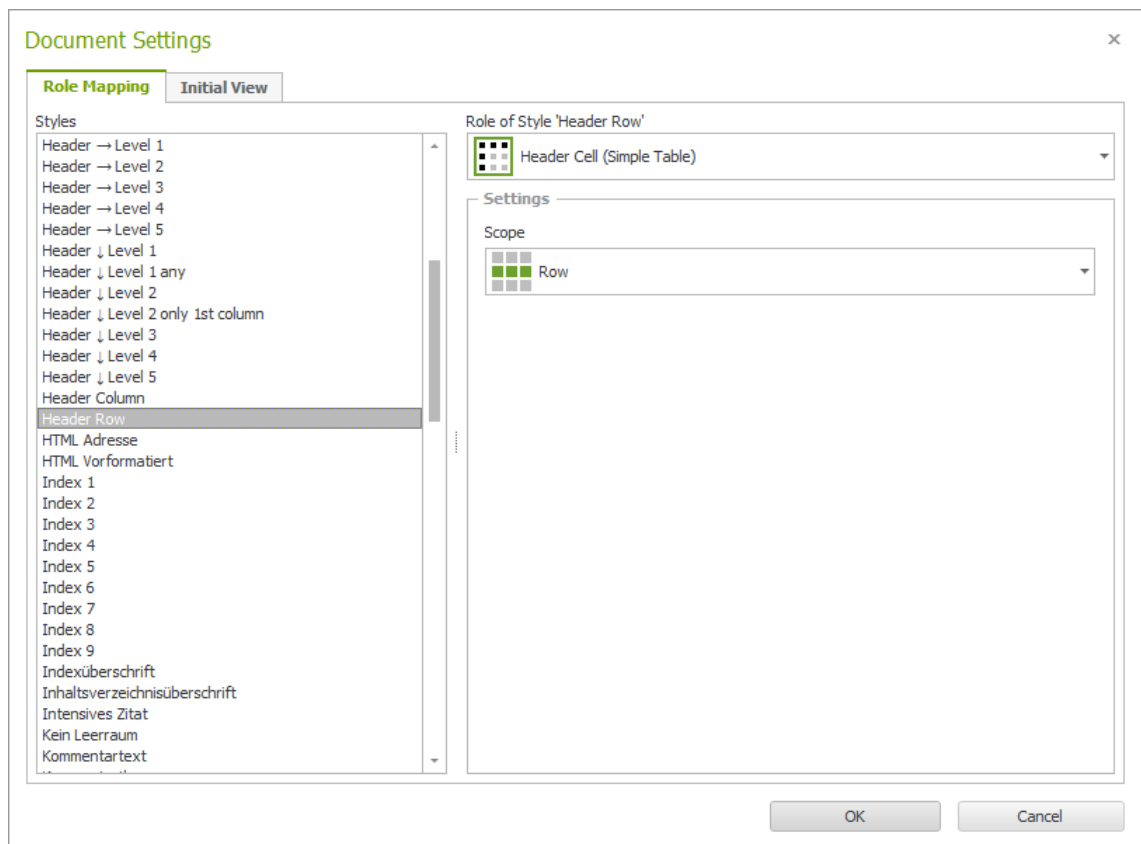 Document Settings
Role Mapping
Initial View
Styles
Header → Level 1
Header → Level 2
Header → Level 3
Header → Level 4
Header → Level 5
Header ↓ Level 1
Header ↓ Level 1 any
Header ↓ Level 2
Header ↓ Level 2 only 1st column
Header ↓ Level 3
Header ↓ Level 4
Header ↓ Level 5
Header Column
Header Row
HTML Adresse
HTML Vorformatiert
Index 1
Index 2
Index 3
Index 4
Index 5
Index 6
Index 7
Index 8
Index 9
Indexüberschrift
Inhaltsverzeichnisüberschrift
Intensives Zitat
Kein Leerraum
Kommentartext
Role of Style 'Header Row'
Header Cell (Simple Table)
Settings
Scope
Row
OK
Cancel